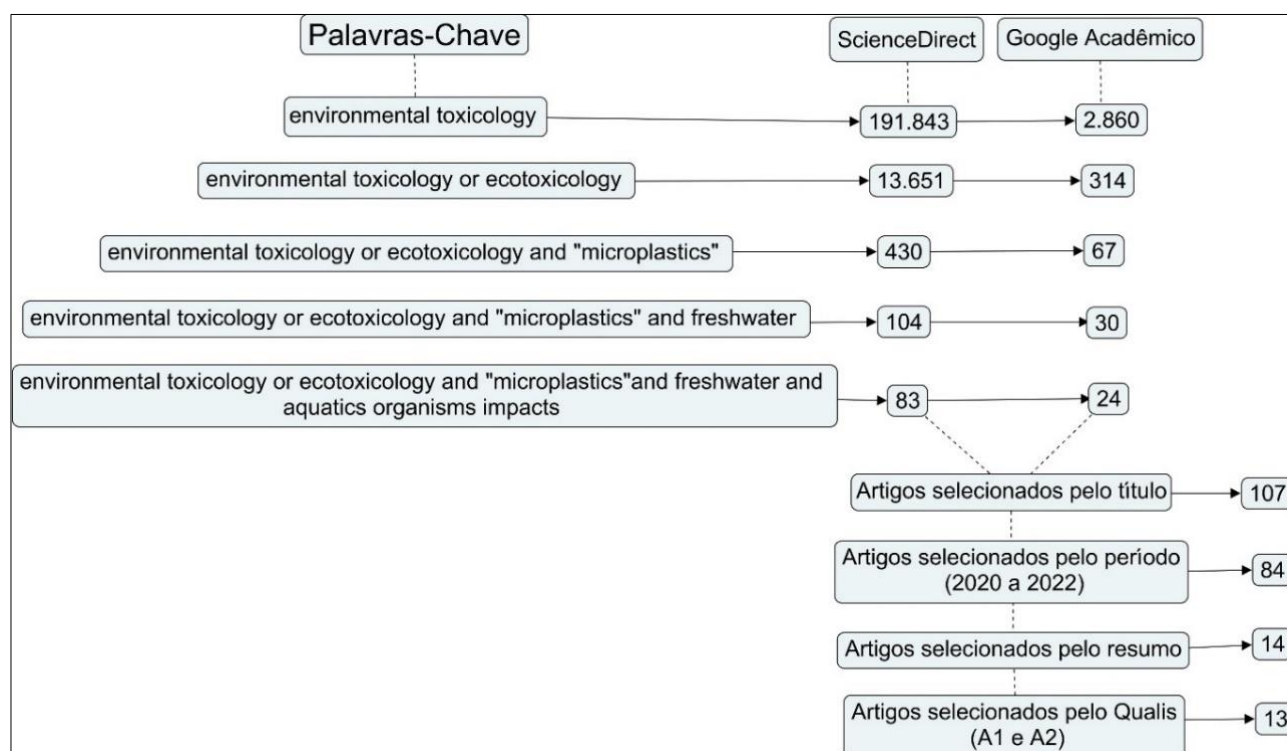 Palavras-Chave
ScienceDirect
Google Acadêmico
environmental toxicology
191.843
2.860
environmental toxicology or ecotoxicology
13.651
314
environmental toxicology or ecotoxicology and "microplastics"
430
67
environmental toxicology or ecotoxicology and "microplastics" and freshwater
104
30
environmental toxicology or ecotoxicology and "microplastics"and freshwater and
aquatics organisms impacts
83
24
Artigos selecionados pelo título
107
Artigos selecionados pelo período
(2020 a 2022)
84
Artigos selecionados pelo resumo
14
Artigos selecionados pelo Qualis
(A1 e A2)
13